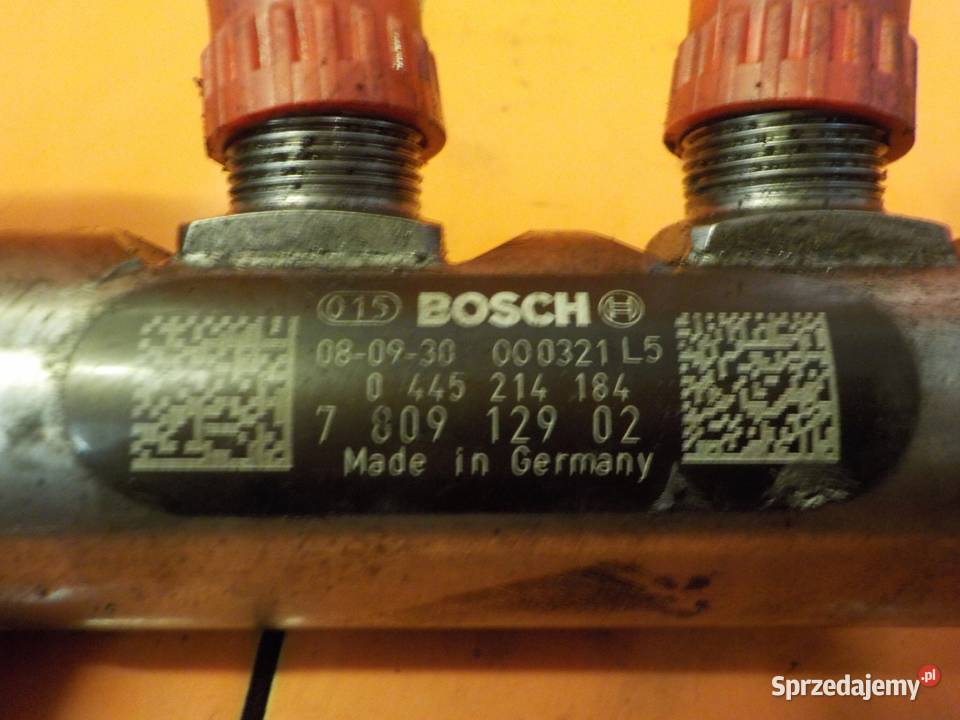 015 BOSCH
08-09-30 000321 L5
0 445 214 184
7 809 129 02
Made in Germany
Sprzedajemy.pl